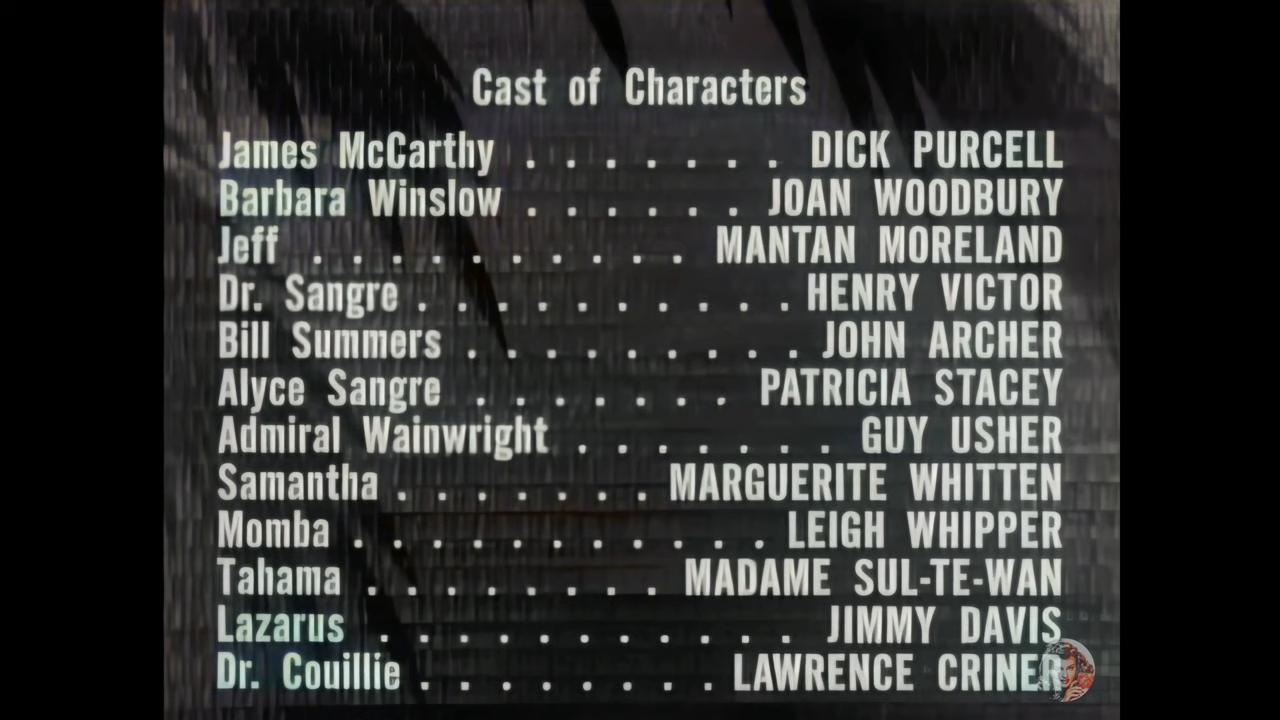 Cast of Characters
James McCarthy . . . . . . . DICK PURCELL
Barbara Winslow . . . . . . JOAN WOODBURY
Jeff . . . . . . . . . . MANTAN MORELAND
Dr. Sangre . . . . . . . . . . HENRY VICTOR
Bill Summers . . . . . . . . . JOHN ARCHER
Alyce Sangre . . . . . . . PATRICIA STACEY
Admiral Wainwright . . . . . . . GUY USHER
Samantha . . . . . . . MARGUERITE WHITTEN
Momba . . . . . . . . . . . LEIGH WHIPPER
Tahama . . . . . . . . MADAME SUL-TE-WAN
Lazarus . . . . . . . . . . . JIMMY DAVIS
Dr. Couillie . . . . . . . . LAWRENCE CRINER